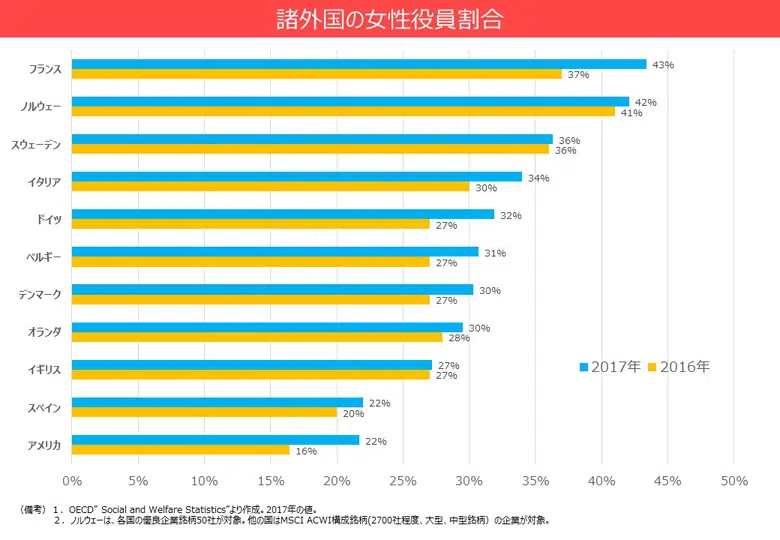 諸外国の女性役員割合
フランス
43%
37%
ノルウェー
42%
41%
スウェーデン
36%
36%
イタリア
34%
30%
ドイツ
32%
27%
ベルギー
31%
27%
デンマーク
30%
27%
オランダ
30%
28%
イギリス
27%
27%
スペイン
22%
20%
アメリカ
22%
16%
2017年 2016年
0% 5% 10% 15% 20% 25% 30% 35% 40% 45% 50%
（備考）１．OECD" Social and Welfare Statistics"より作成。2017年の値。
２．ノルウェーは、各国の優良企業銘柄50社が対象。他の国はMSCI ACWI構成銘柄(2700社程度、大型、中型銘柄）の企業が対象。